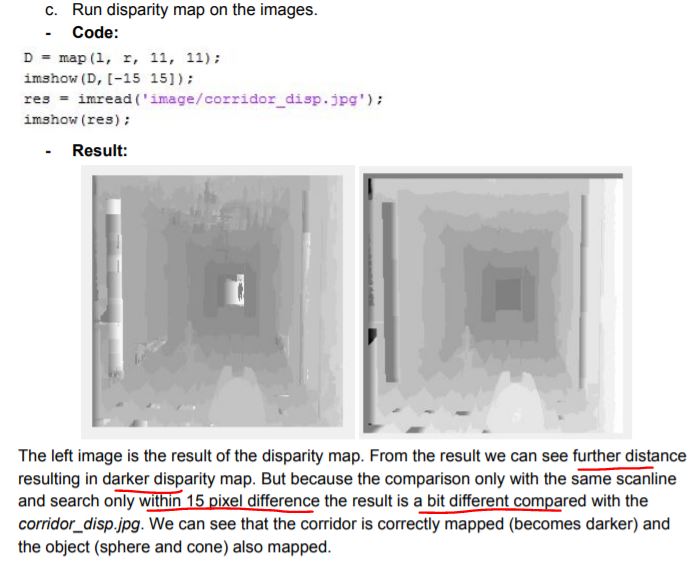 c. Run disparity map on the images.
- Code:
D = map(l, r, 11, 11);
imshow(D, [-15 15]);
res = imread('image/corridor_disp.jpg');
imshow(res);
- Result:
The left image is the result of the disparity map. From the result we can see further distance
resulting in darker disparity map. But because the comparison only with the same scanline
and search only within 15 pixel difference the result is a bit different compared with the
corridor_disp.jpg. We can see that the corridor is correctly mapped (becomes darker) and
the object (sphere and cone) also mapped.